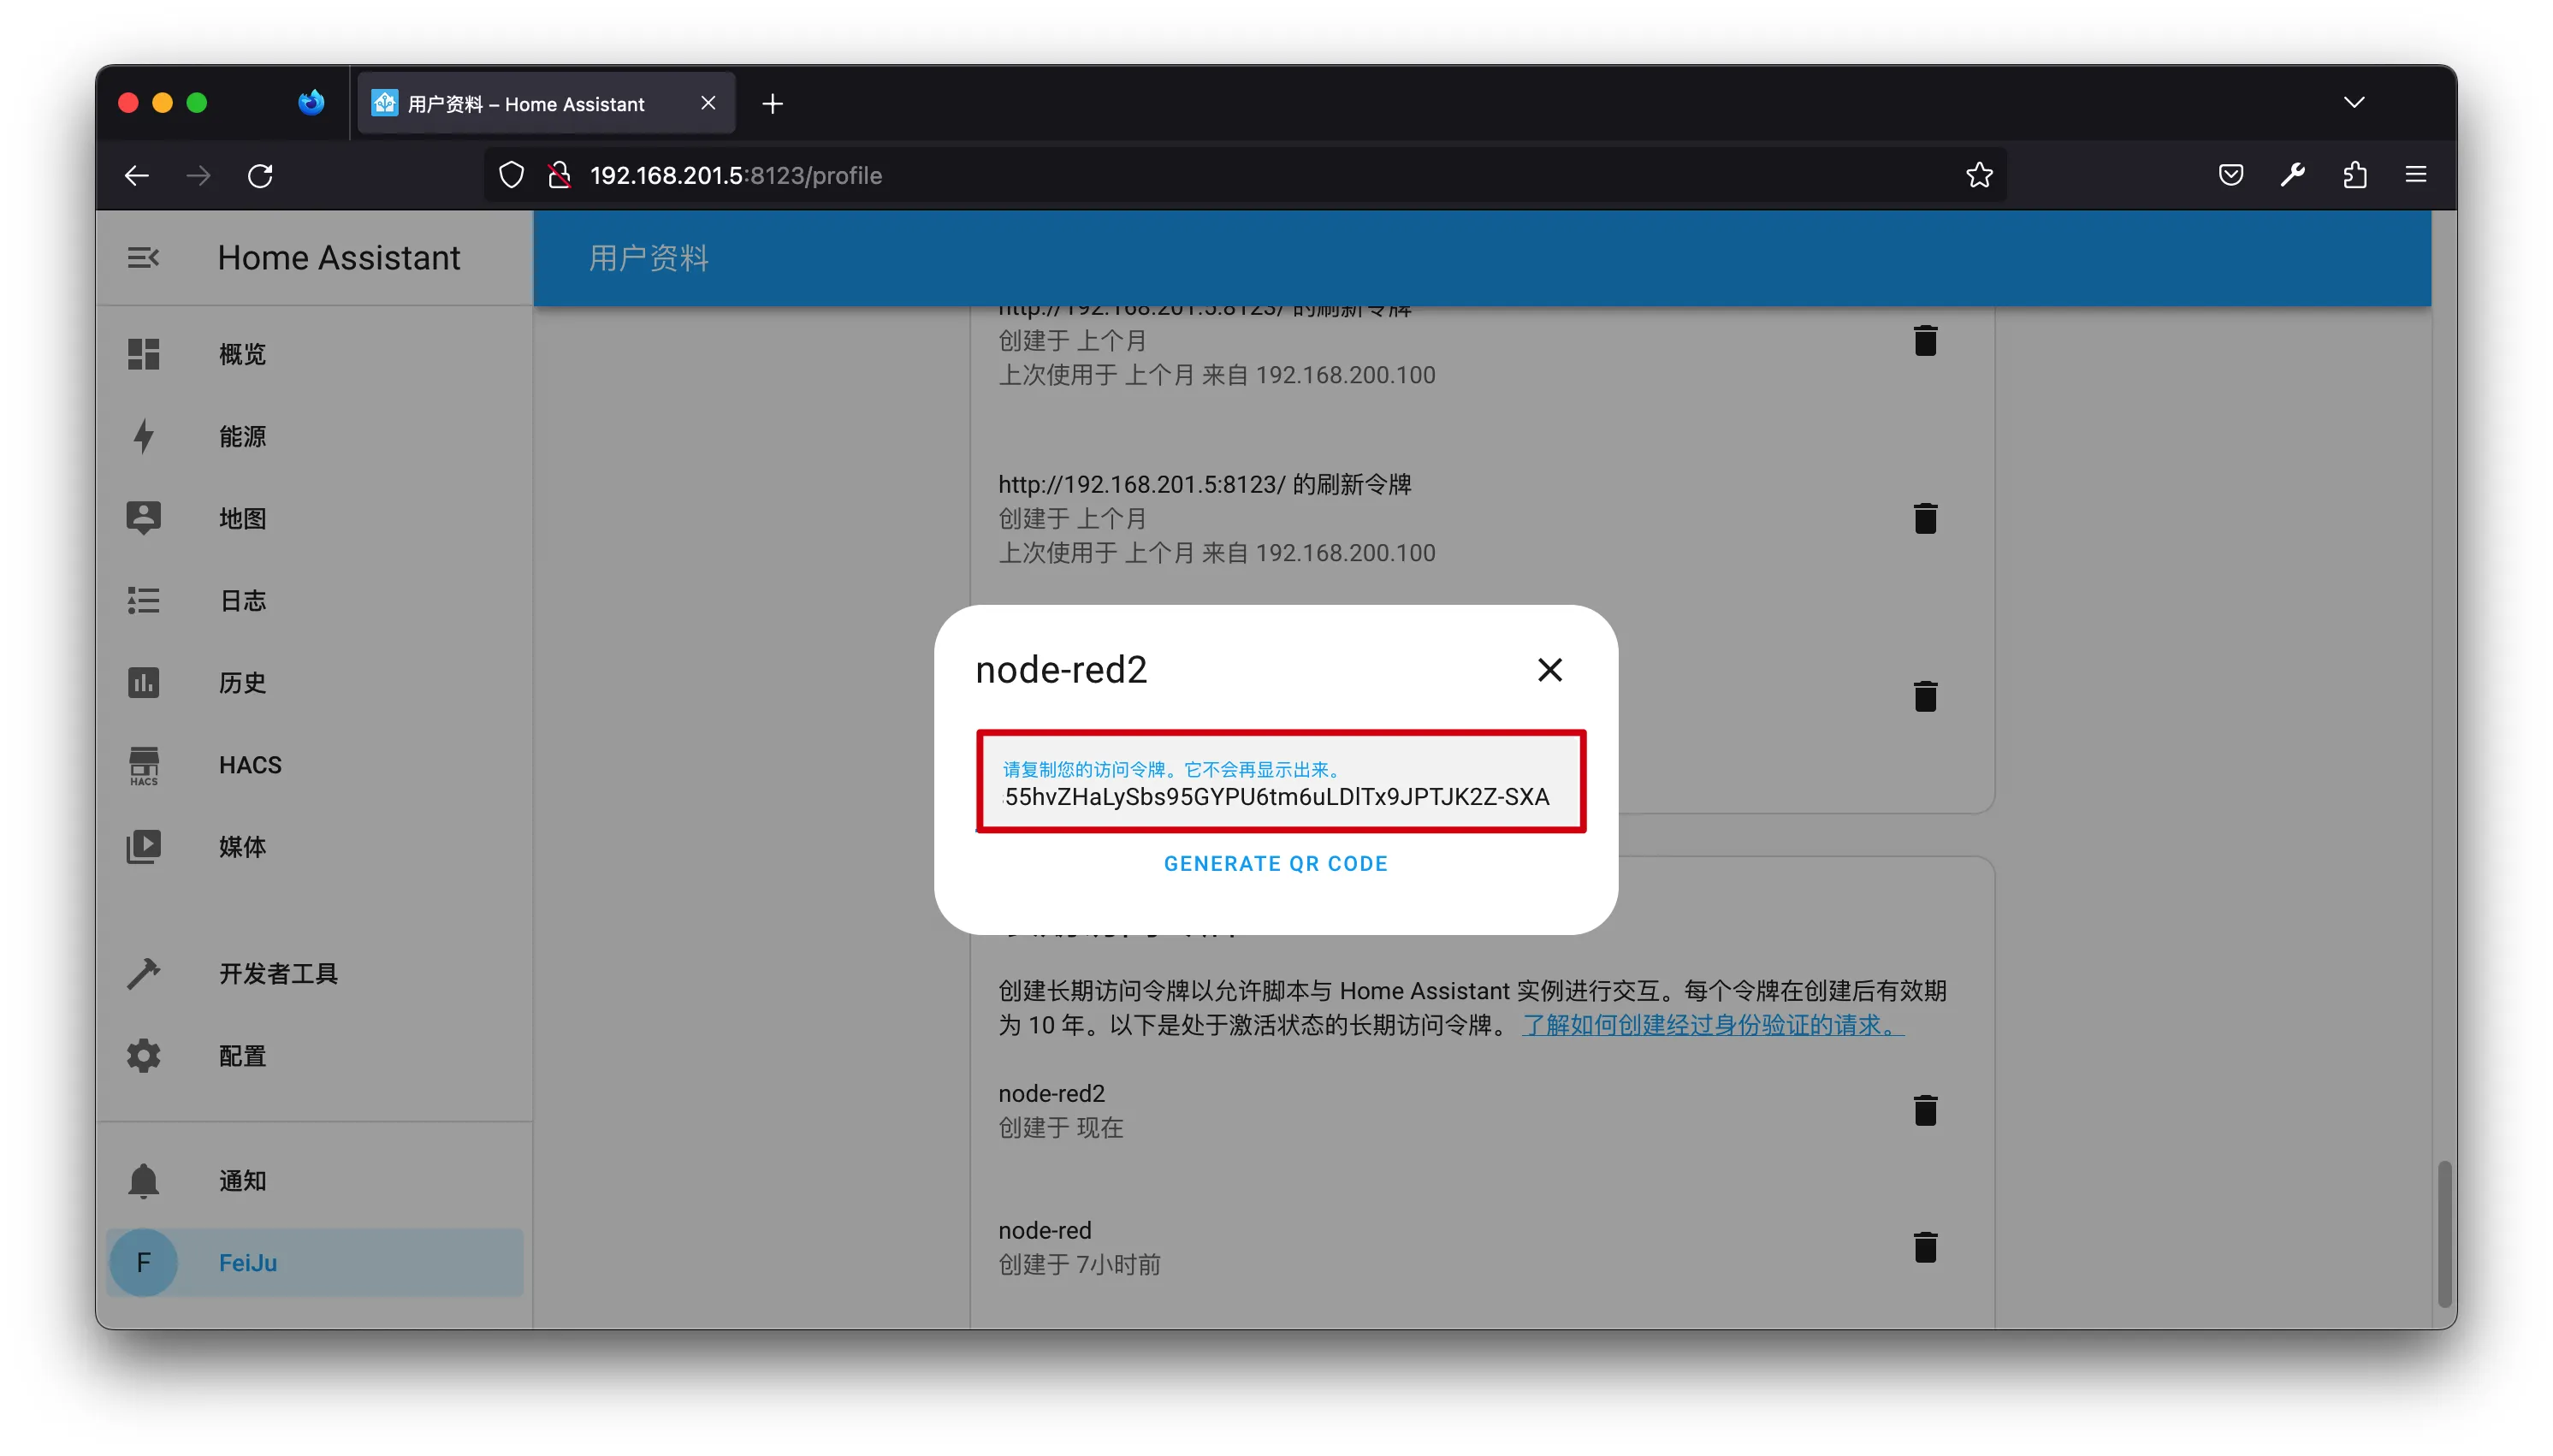 用户资料 – Home Assistant
192.168.201.5:8123/profile
Home Assistant
用户资料
概览
能源
地图
日志
历史
HACS
HACS
媒体
开发者工具
配置
通知
F
FeiJu
http://192.168.201.5:8123/ 的刷新令牌
创建于 上个月
上次使用于 上个月 来自 192.168.200.100
http://192.168.201.5:8123/ 的刷新令牌
创建于 上个月
上次使用于 上个月 来自 192.168.200.100
node-red2
请复制您的访问令牌。它不会再显示出来。
55hvZHaLySbs95GYPU6tm6uLDlTx9JPTJK2Z-SXA
GENERATE QR CODE
创建长期访问令牌以允许脚本与 Home Assistant 实例进行交互。每个令牌在创建后有效期
为 10 年。以下是处于激活状态的长期访问令牌。 了解如何创建经过身份验证的请求。
node-red2
创建于 现在
node-red
创建于 7小时前